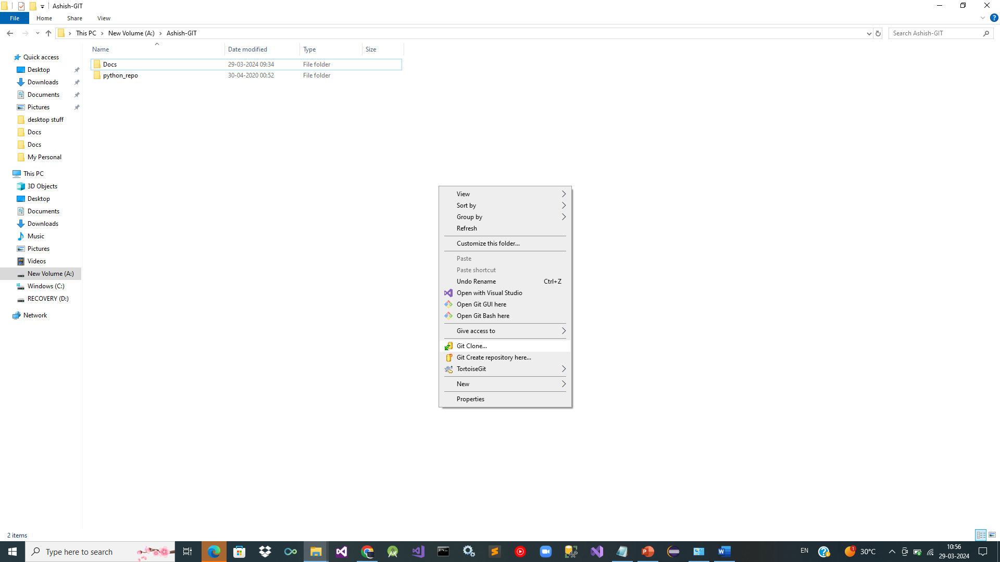 Ashish-GIT
File Home Share View
This PC New Volume (A:) Ashish-GIT
Search Ashish-GIT
Name Date modified Type Size
Docs 29-03-2024 09:34 File folder
python_repo 30-04-2020 00:52 File folder
Quick access
Desktop
Downloads
Documents
Pictures
desktop stuff
Docs
Docs
My Personal
This PC
3D Objects
Desktop
Documents
Downloads
Music
Pictures
Videos
New Volume (A:)
Windows (C:)
RECOVERY (D:)
Network
View
Sort by
Group by
Refresh
Customize this folder...
Paste
Paste shortcut
Undo Rename Ctrl+Z
Open with Visual Studio
Open Git GUI here
Open Git Bash here
Give access to
Git Clone...
Git Create repository here...
TortoiseGit
New
Properties
2 items
Type here to search
EN
1
30°C
10:56
29-03-2024